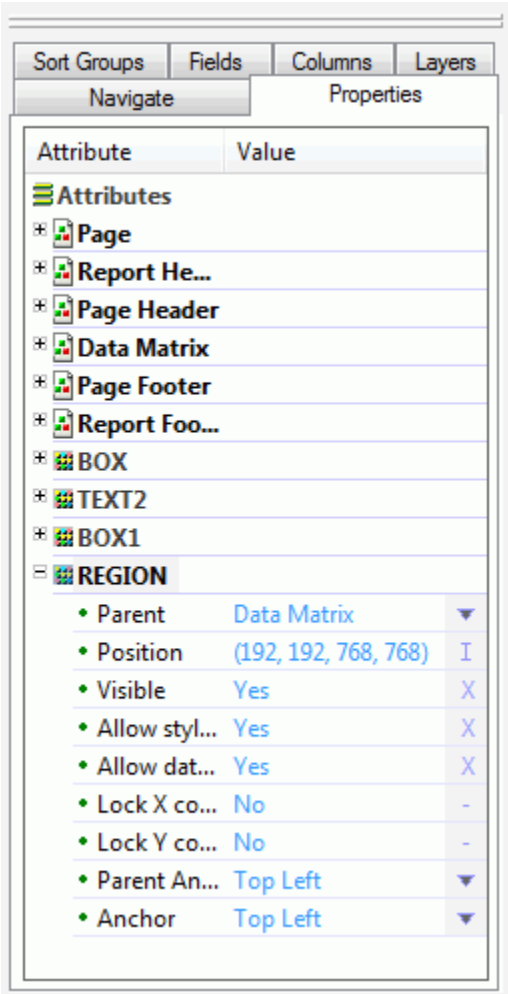 Sort Groups Fields Columns Layers
Navigate Properties
Attribute Value
Attributes
Page
Report He...
Page Header
Data Matrix
Page Footer
Report Foo...
BOX
TEXT2
BOX1
REGION
Parent Data Matrix
Position (192, 192, 768, 768) I
Visible Yes X
Allow styl... Yes X
Allow dat... Yes X
Lock X co... No -
Lock Y co... No -
Parent An... Top Left
Anchor Top Left